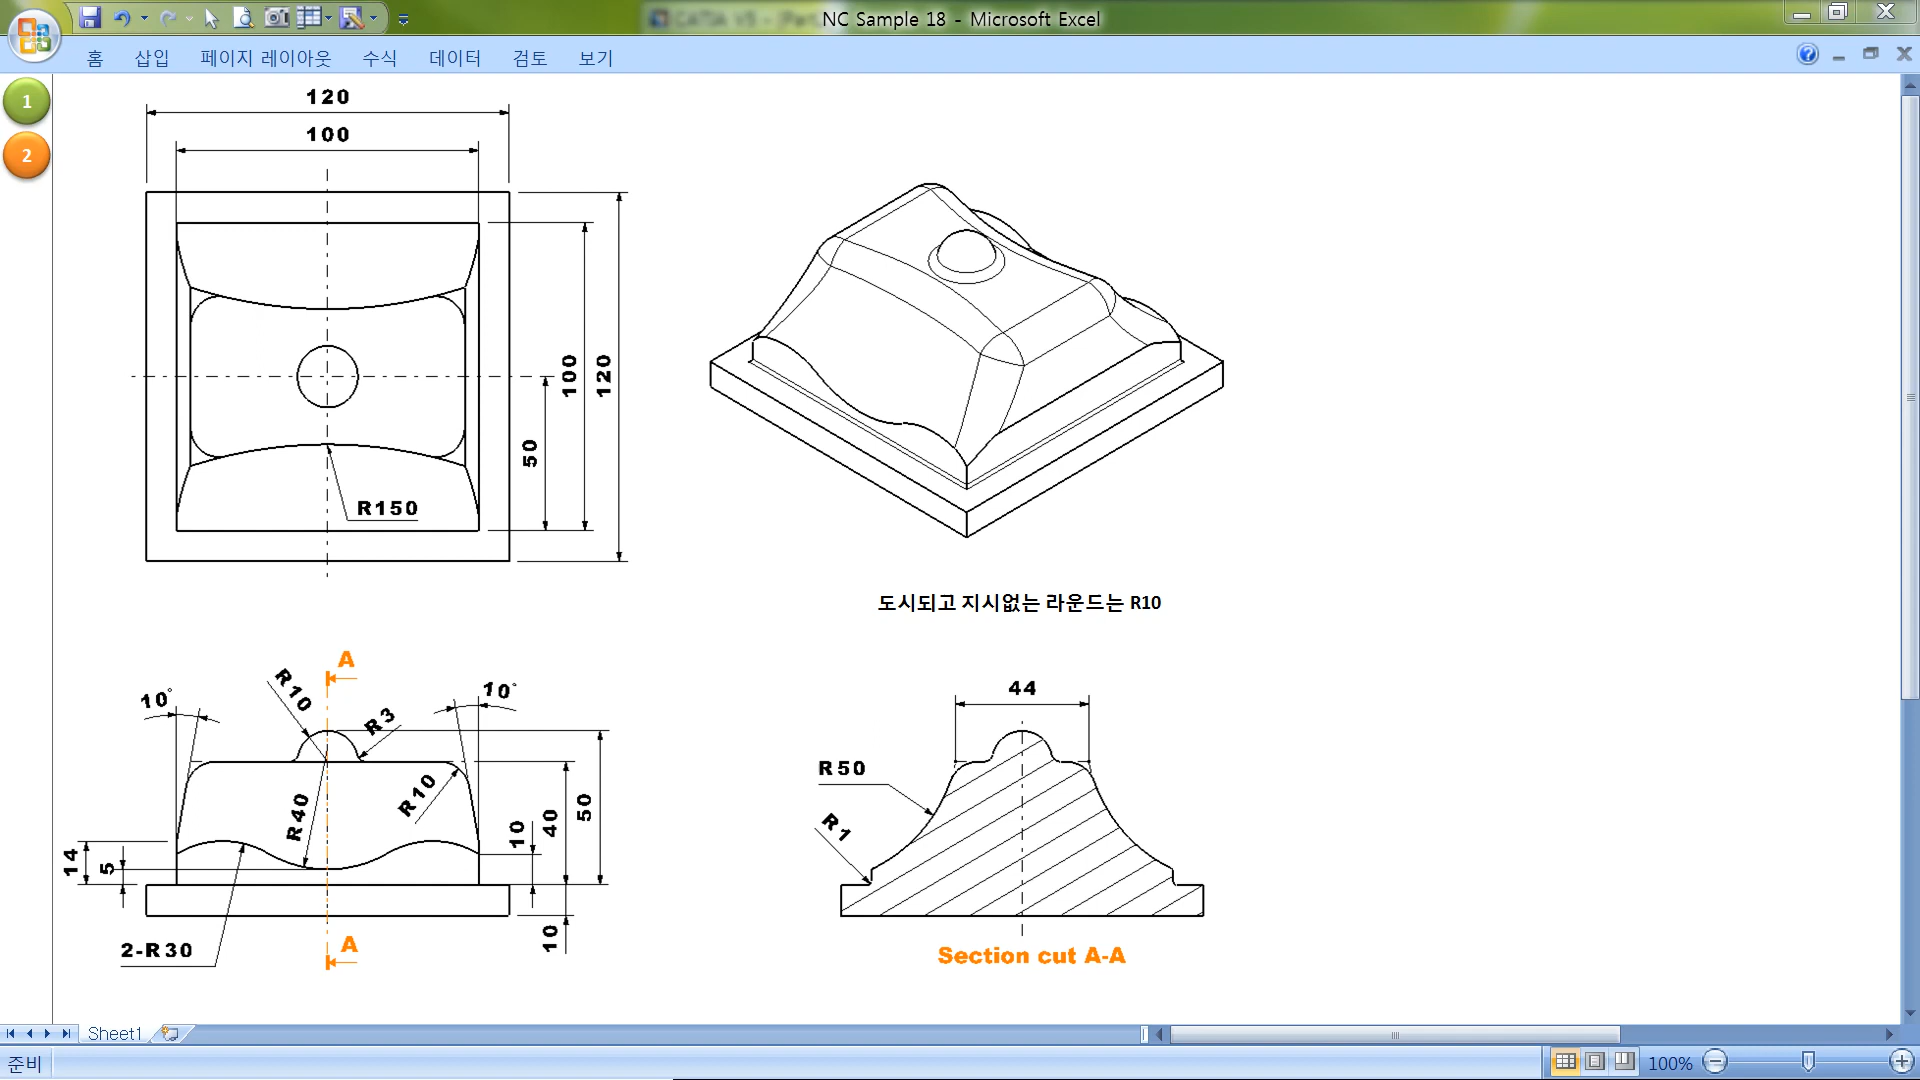 CATIA V5 - [Part
NC Sample 18 - Microsoft Excel
홈 삽입 페이지 레이아웃 수식 데이터 검토 보기
1
2
120
100
100
120
50
R150
도시되고 지시없는 라운드는 R10
A
R10
10°
10°
R3
R10
R40
10
40
50
14
5
2-R30
A
10
44
R50
R1
Section cut A-A
Sheet1
준비
100%